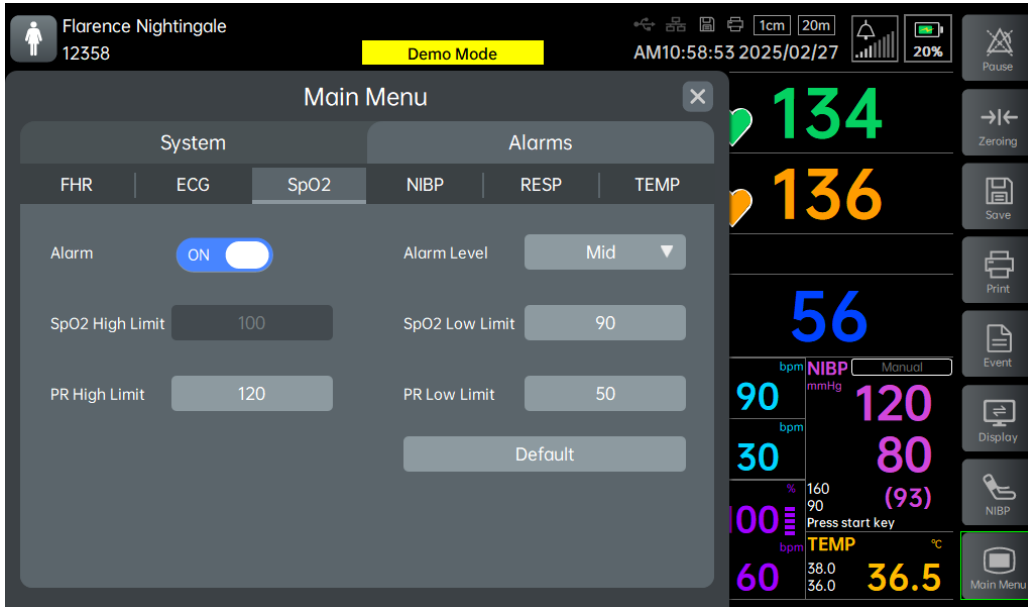 Flarence Nightingale
12358
Demo Mode
1cm 20m
AM10:58:53 2025/02/27
20%
Pause
Main Menu
System Alarms
FHR ECG SpO2 NIBP RESP TEMP
Alarm ON Alarm Level Mid
SpO2 High Limit 100 SpO2 Low Limit 90
PR High Limit 120 PR Low Limit 50
Default
134
136
56
bpm
90
bpm
30
%
00
bpm
60
NIBP Manual
mmHg
120
80
160
90
(93)
Press start key
TEMP °C
38.0
36.0
36.5
Zeroing
Save
Print
Event
Display
NIBP
Main Menu